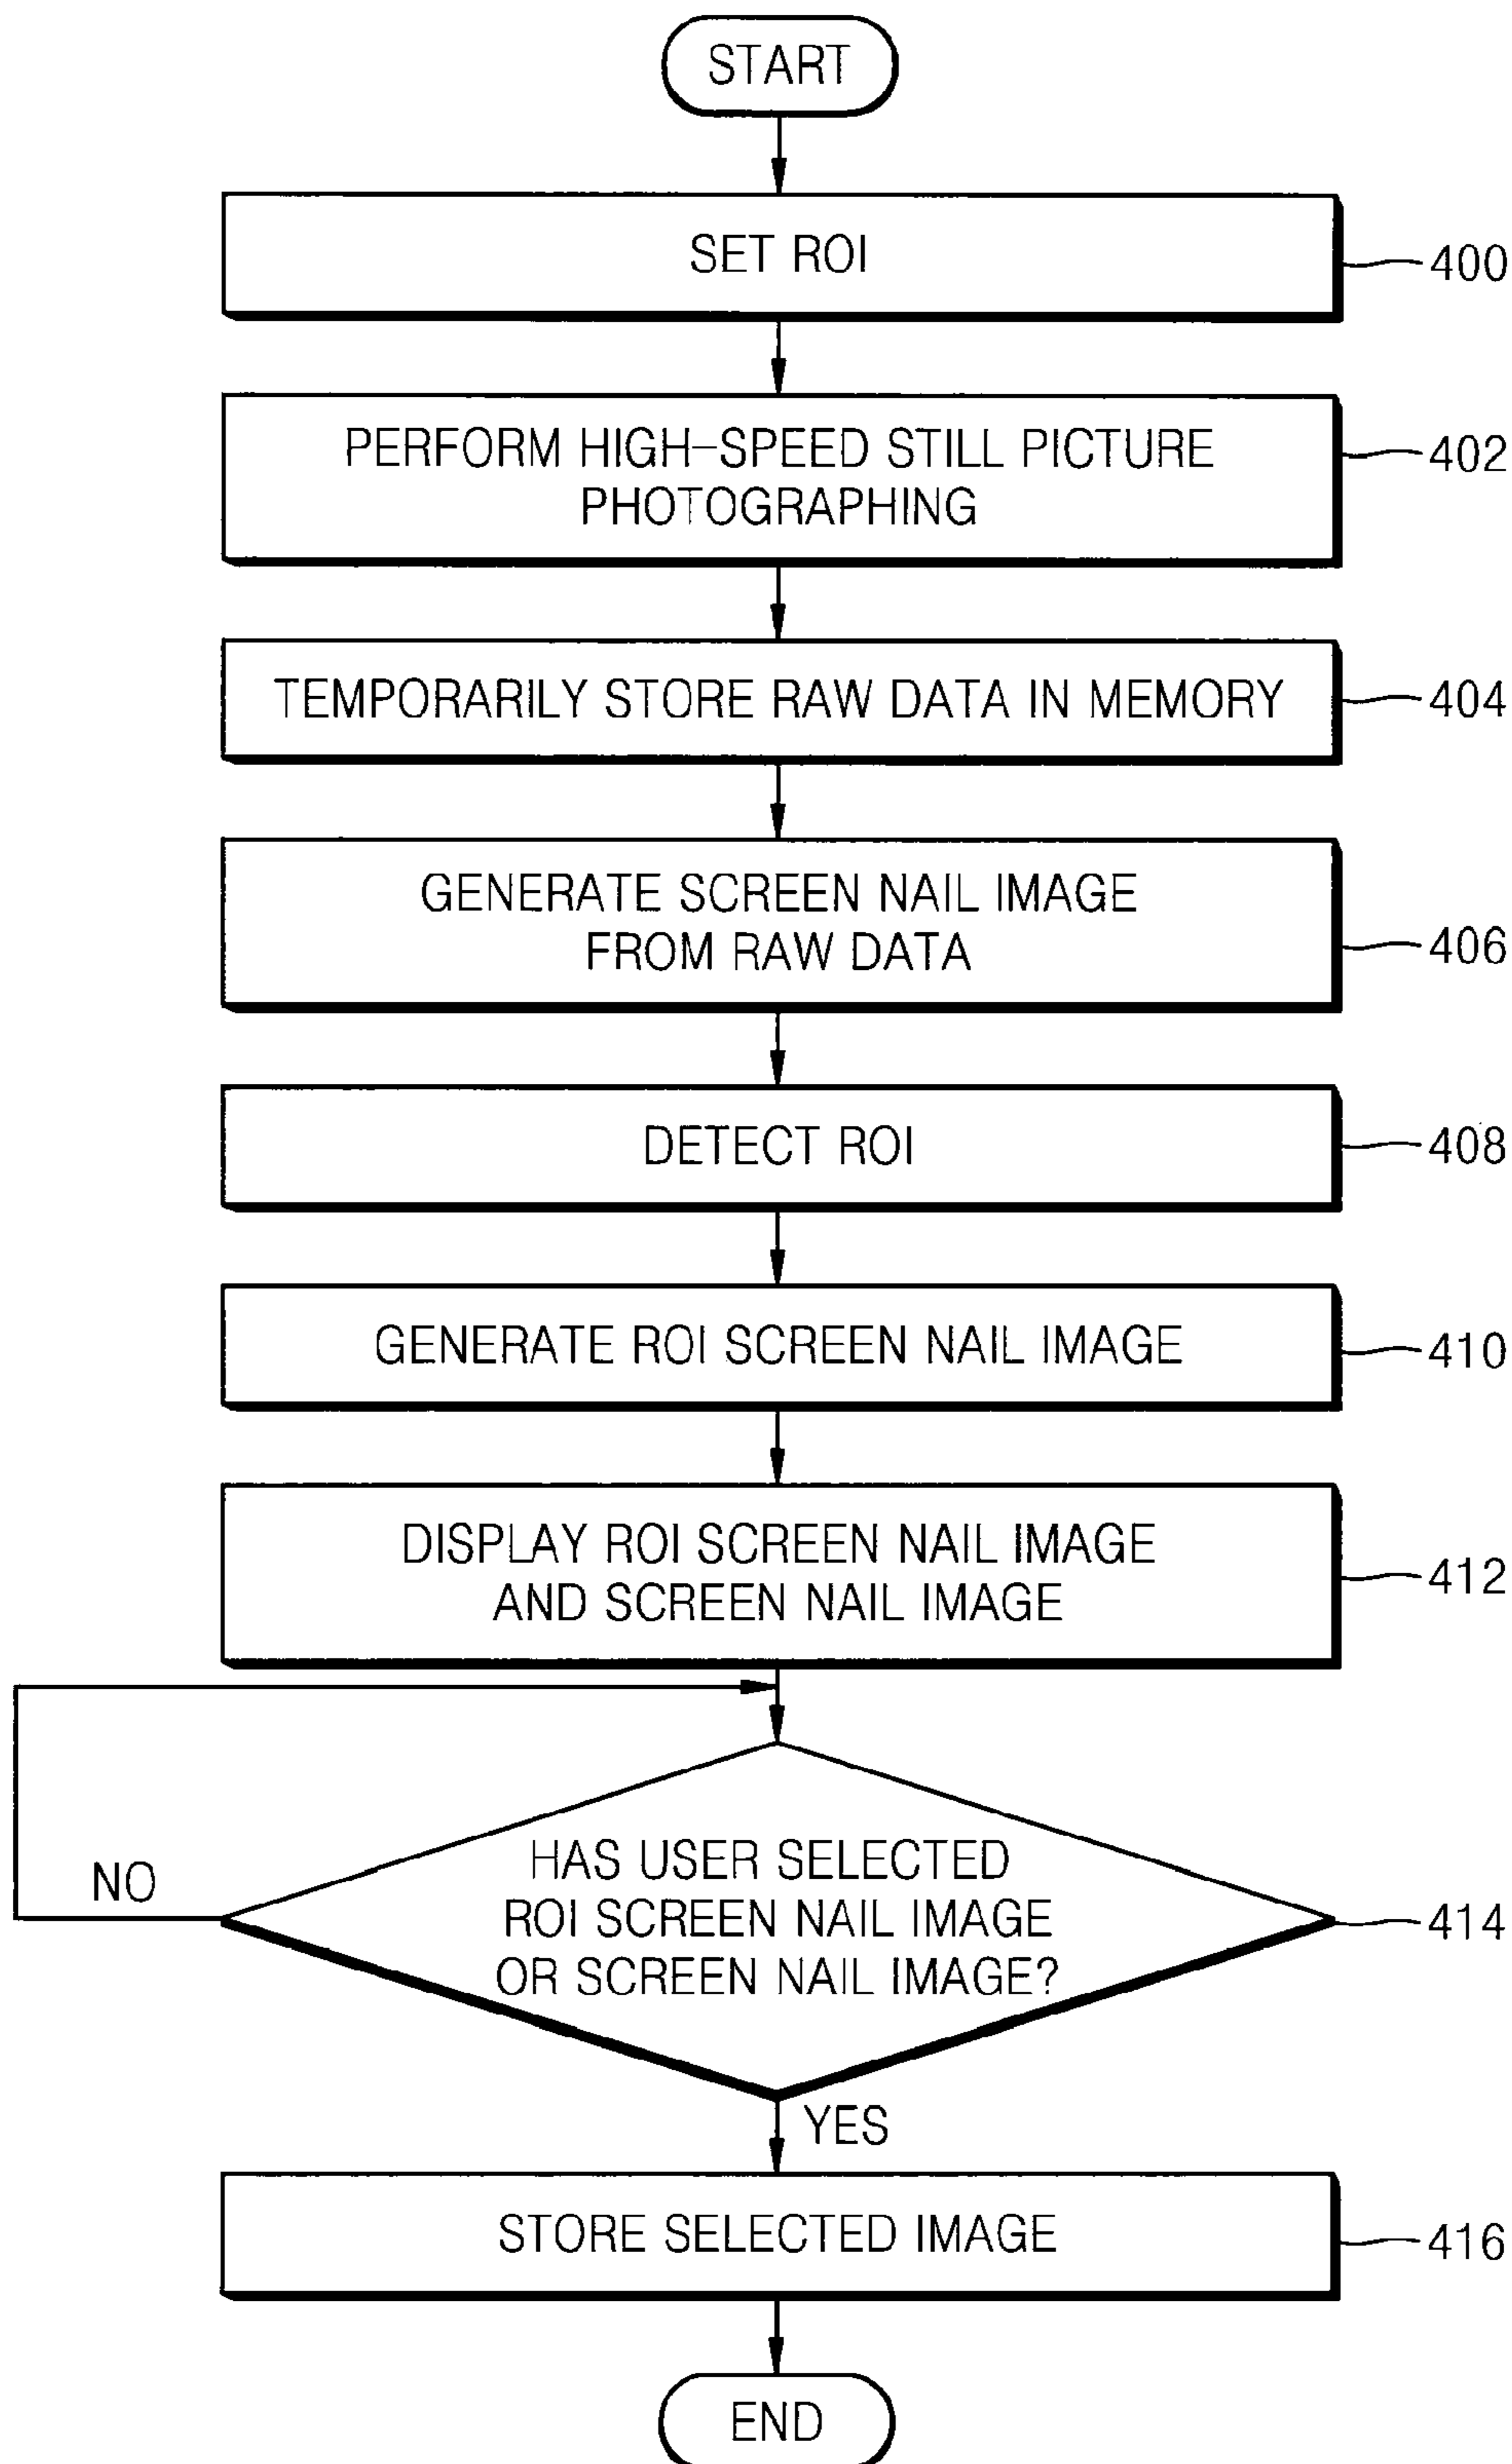 START
SET ROI
400
PERFORM HIGH-SPEED STILL PICTURE
PHOTOGRAPHING
402
TEMPORARILY STORE RAW DATA IN MEMORY
404
GENERATE SCREEN NAIL IMAGE
FROM RAW DATA
406
DETECT ROI
408
GENERATE ROI SCREEN NAIL IMAGE
410
DISPLAY ROI SCREEN NAIL IMAGE
AND SCREEN NAIL IMAGE
412
HAS USER SELECTED
ROI SCREEN NAIL IMAGE
OR SCREEN NAIL IMAGE?
414
NO
YES
STORE SELECTED IMAGE
416
END